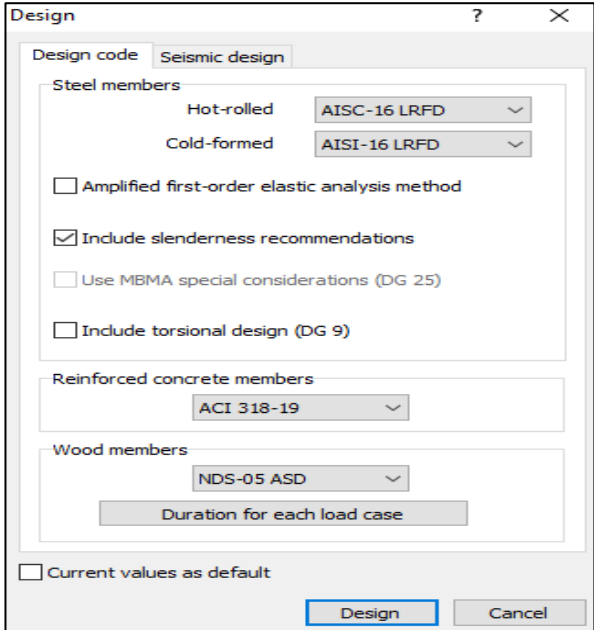 Design ? ×
Design code Seismic design
Steel members
Hot-rolled AISC-16 LRFD
Cold-formed AISI-16 LRFD
Amplified first-order elastic analysis method
Include slenderness recommendations
Use MBMA special considerations (DG 25)
Include torsional design (DG 9)
Reinforced concrete members
ACI 318-19
Wood members
NDS-05 ASD
Duration for each load case
Current values as default
Design Cancel